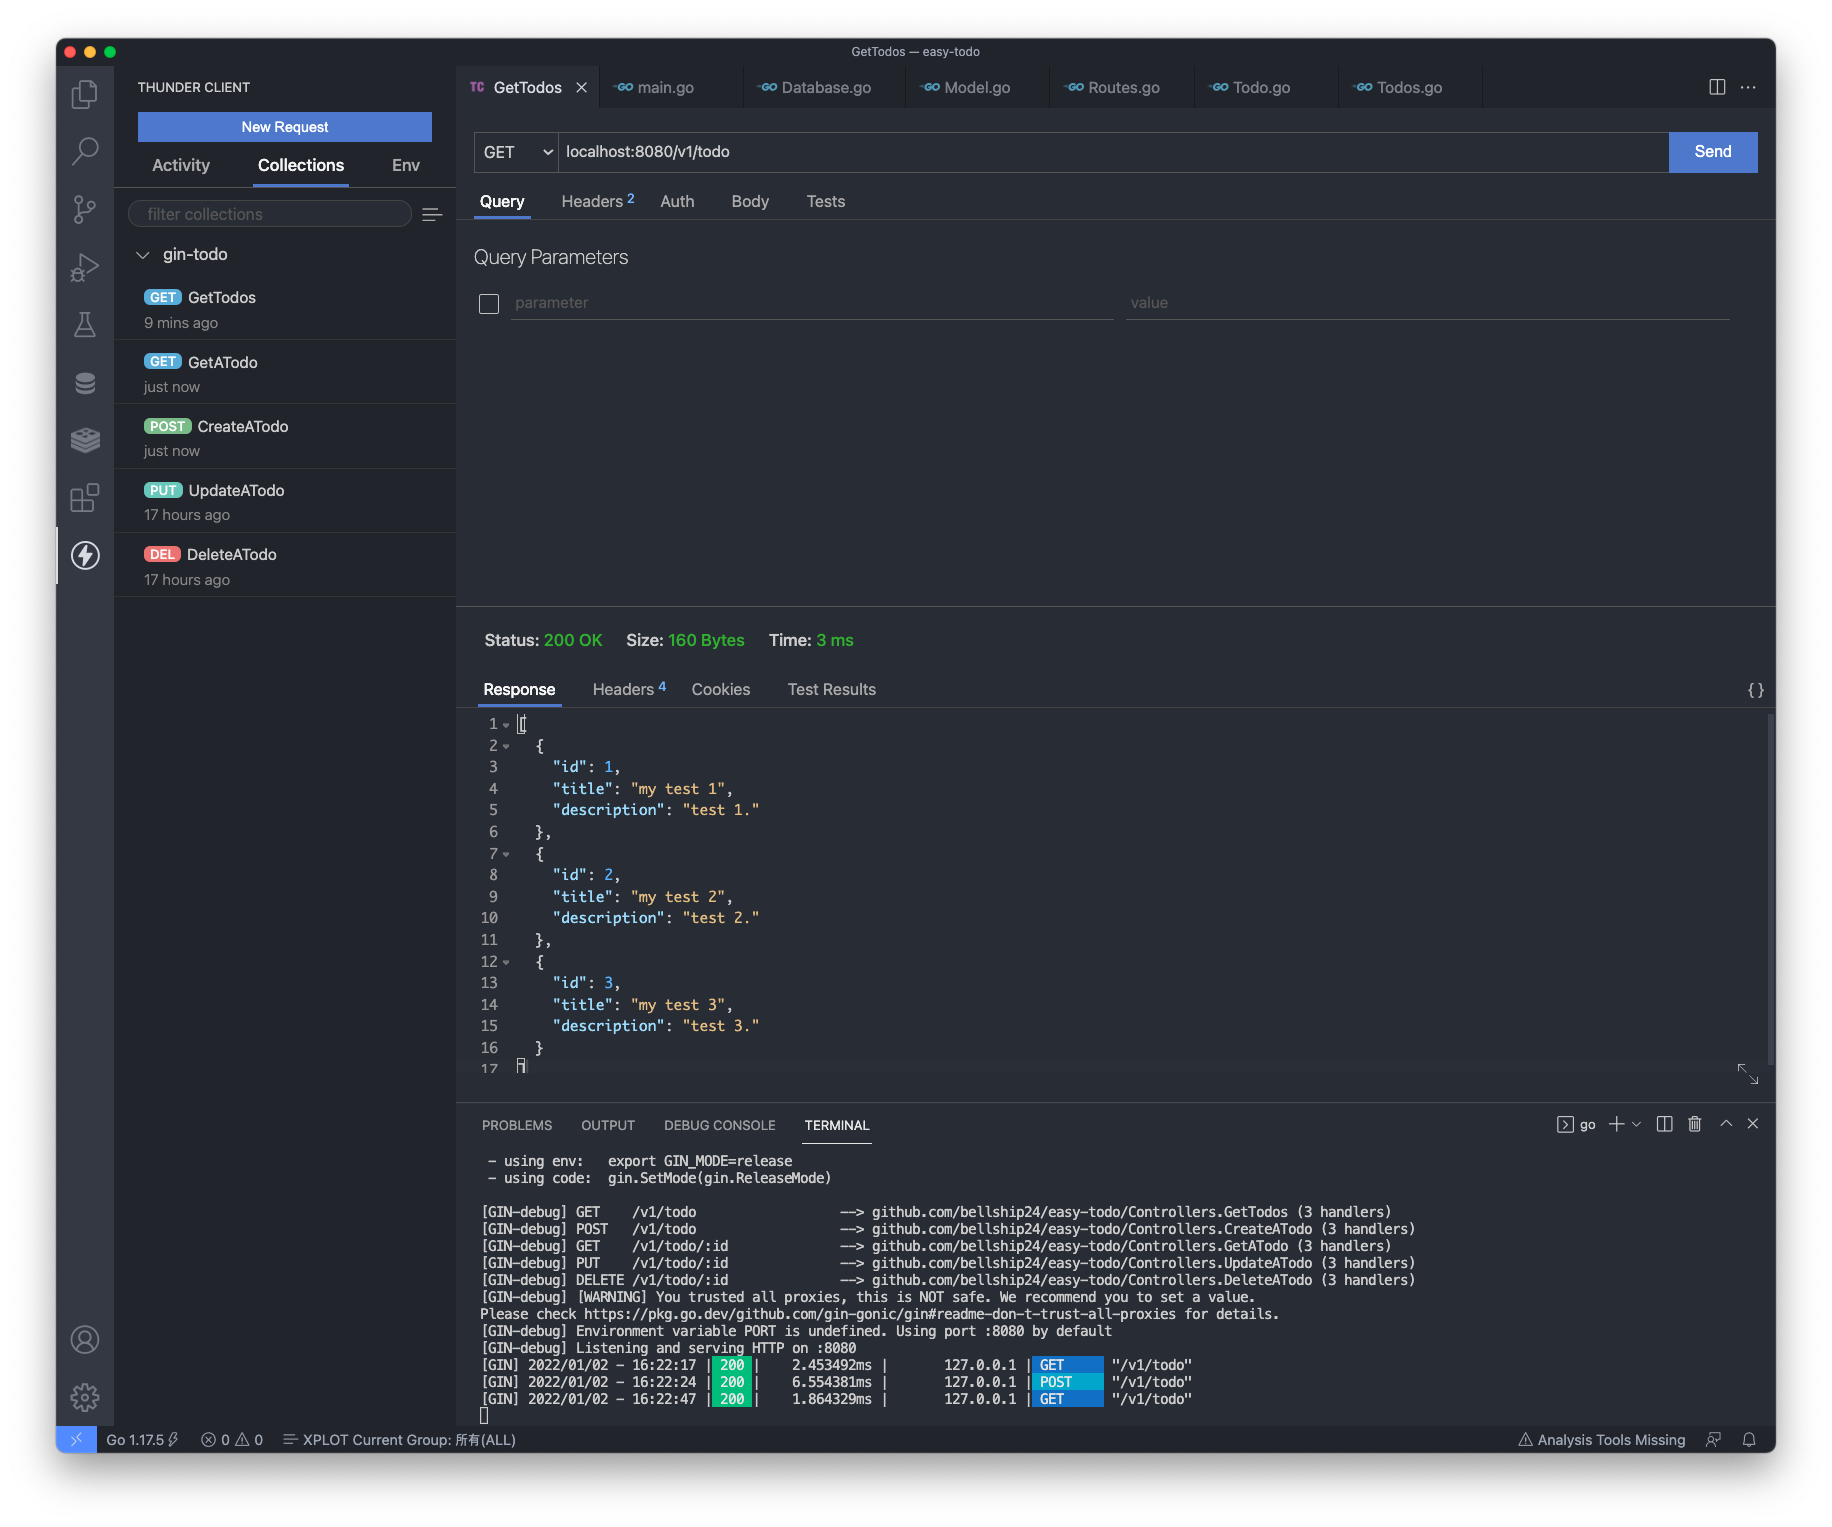 GetTodos — easy-todo
THUNDER CLIENT
New Request
Activity Collections Env
filter collections
gin-todo
GET GetTodos
9 mins ago
GET GetATodo
just now
POST CreateATodo
just now
PUT UpdateATodo
17 hours ago
DEL DeleteATodo
17 hours ago
TC GetTodos GO main.go GO Database.go GO Model.go GO Routes.go GO Todo.go GO Todos.go
GET localhost:8080/v1/todo Send
Query Headers 2 Auth Body Tests
Query Parameters
parameter value
Status: 200 OK Size: 160 Bytes Time: 3 ms
Response Headers 4 Cookies Test Results {}
1 [
2 {
3 "id": 1,
4 "title": "my test 1",
5 "description": "test 1."
6 },
7 {
8 "id": 2,
9 "title": "my test 2",
10 "description": "test 2."
11 },
12 {
13 "id": 3,
14 "title": "my test 3",
15 "description": "test 3."
16 }
17 ]
PROBLEMS OUTPUT DEBUG CONSOLE TERMINAL go
- using env: export GIN_MODE=release
- using code: gin.SetMode(gin.ReleaseMode)
[GIN-debug] GET /v1/todo --> github.com/bellship24/easy-todo/Controllers.GetTodos (3 handlers)
[GIN-debug] POST /v1/todo --> github.com/bellship24/easy-todo/Controllers.CreateATodo (3 handlers)
[GIN-debug] GET /v1/todo/:id --> github.com/bellship24/easy-todo/Controllers.GetATodo (3 handlers)
[GIN-debug] PUT /v1/todo/:id --> github.com/bellship24/easy-todo/Controllers.UpdateATodo (3 handlers)
[GIN-debug] DELETE /v1/todo/:id --> github.com/bellship24/easy-todo/Controllers.DeleteATodo (3 handlers)
[GIN-debug] [WARNING] You trusted all proxies, this is NOT safe. We recommend you to set a value.
Please check https://pkg.go.dev/github.com/gin-gonic/gin#readme-don-t-trust-all-proxies for details.
[GIN-debug] Environment variable PORT is undefined. Using port :8080 by default
[GIN-debug] Listening and serving HTTP on :8080
[GIN] 2022/01/02 - 16:22:17 | 200 | 2.453492ms | 127.0.0.1 | GET "/v1/todo"
[GIN] 2022/01/02 - 16:22:24 | 200 | 6.554381ms | 127.0.0.1 | POST "/v1/todo"
[GIN] 2022/01/02 - 16:22:47 | 200 | 1.864329ms | 127.0.0.1 | GET "/v1/todo"
Go 1.17.5 0 0 XPLOT Current Group: 所有(ALL) Analysis Tools Missing